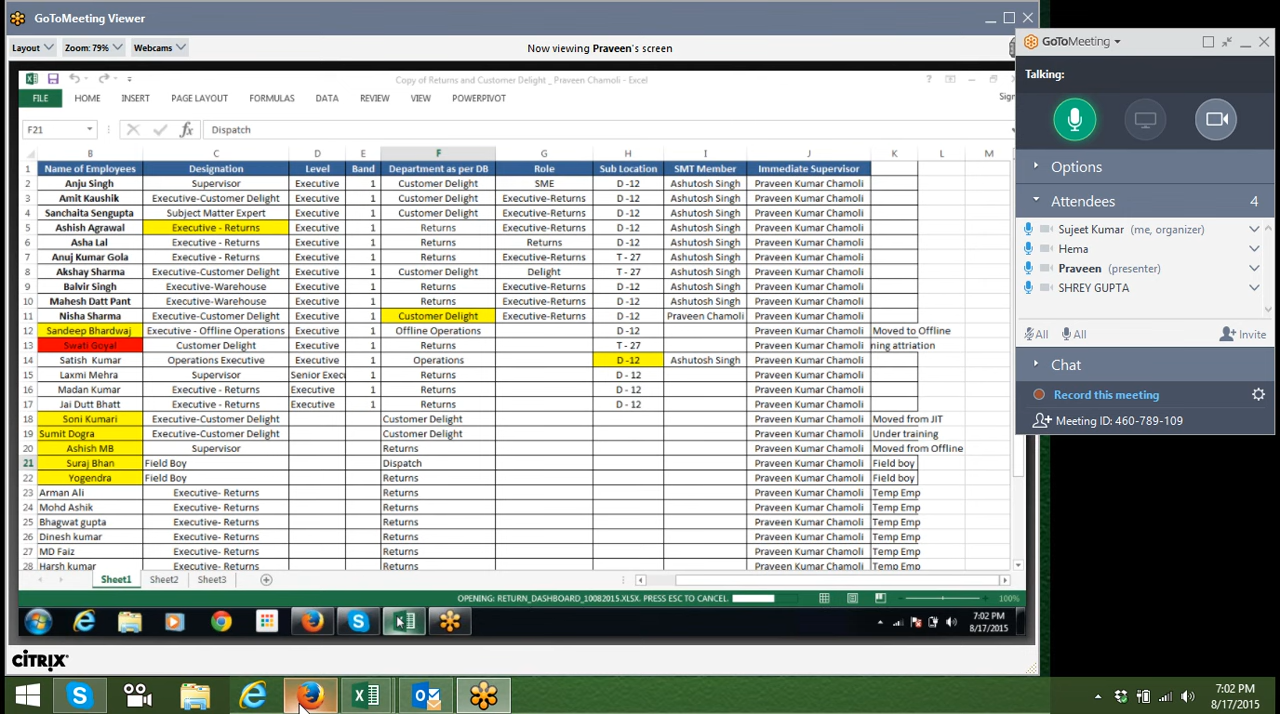 GoToMeeting Viewer
Layout Zoom: 79% Webcams Now viewing Praveen's screen
Copy of Returns and Customer Delight _ Praveen Chamoli - Excel
FILE HOME INSERT PAGE LAYOUT FORMULAS DATA REVIEW VIEW POWERPIVOT Sign
F21 fx Dispatch
B C D E F G H I J K L M
1 Name of Employees Designation Level Band Department as per DB Role Sub Location SMT Member Immediate Supervisor
2 Anju Singh Supervisor Executive 1 Customer Delight SME D -12 Ashutosh Singh Praveen Kumar Chamoli
3 Amit Kaushik Executive-Customer Delight Executive 1 Customer Delight Executive-Returns D -12 Ashutosh Singh Praveen Kumar Chamoli
4 Sanchaita Sengupta Subject Matter Expert Executive 1 Customer Delight Executive-Returns D -12 Ashutosh Singh Praveen Kumar Chamoli
5 Ashish Agrawal Executive - Returns Executive 1 Returns Executive-Returns D -12 Ashutosh Singh Praveen Kumar Chamoli
6 Asha Lal Executive - Returns Executive 1 Returns Returns D -12 Ashutosh Singh Praveen Kumar Chamoli
7 Anuj Kumar Gola Executive - Returns Executive 1 Returns Executive-Returns T - 27 Ashutosh Singh Praveen Kumar Chamoli
8 Akshay Sharma Executive-Customer Delight Executive 1 Customer Delight Delight T - 27 Ashutosh Singh Praveen Kumar Chamoli
9 Balvir Singh Executive-Warehouse Executive 1 Returns Executive-Returns D -12 Ashutosh Singh Praveen Kumar Chamoli
10 Mahesh Datt Pant Executive-Warehouse Executive 1 Returns Executive-Returns D -12 Ashutosh Singh Praveen Kumar Chamoli
11 Nisha Sharma Executive-Customer Delight Executive 1 Customer Delight Executive-Returns D -12 Praveen Chamoli Praveen Kumar Chamoli
12 Sandeep Bhardwaj Executive - Offline Operations Executive 1 Offline Operations D -12 Praveen Kumar Chamoli Moved to Offline
13 Swati Goyal Customer Delight Executive 1 Returns T - 27 Praveen Kumar Chamoli ning attriation
14 Satish Kumar Operations Executive Executive 1 Operations D -12 Ashutosh Singh Praveen Kumar Chamoli
15 Laxmi Mehra Supervisor Senior Exec 1 Returns D - 12 Praveen Kumar Chamoli
16 Madan Kumar Executive - Returns Executive 1 Returns D - 12 Praveen Kumar Chamoli
17 Jai Dutt Bhatt Executive - Returns Executive 1 Returns D - 12 Praveen Kumar Chamoli
18 Soni Kumari Executive-Customer Delight Customer Delight Praveen Kumar Chamoli Moved from JIT
19 Sumit Dogra Executive-Customer Delight Customer Delight Praveen Kumar Chamoli Under training
20 Ashish MB Supervisor Returns Praveen Kumar Chamoli Moved from Offline
21 Suraj Bhan Field Boy Dispatch Praveen Kumar Chamoli Field boy
22 Yogendra Field Boy Returns Praveen Kumar Chamoli Field boy
23 Arman Ali Executive- Returns Returns Praveen Kumar Chamoli Temp Emp
24 Mohd Ashik Executive- Returns Returns Praveen Kumar Chamoli Temp Emp
25 Bhagwat gupta Executive- Returns Returns Praveen Kumar Chamoli Temp Emp
26 Dinesh kumar Executive- Returns Returns Praveen Kumar Chamoli Temp Emp
27 MD Faiz Executive- Returns Returns Praveen Kumar Chamoli Temp Emp
28 Harsh kumar Executive- Returns Returns Praveen Kumar Chamoli Temp Emp
Sheet1 Sheet2 Sheet3
OPENING: RETURN_DASHBOARD_10082015.XLSX. PRESS ESC TO CANCEL. 100%
7:02 PM
8/17/2015
CITRIX
GoToMeeting
Talking:
Options
Attendees 4
Sujeet Kumar (me, organizer)
Hema
Praveen (presenter)
SHREY GUPTA
All All Invite
Chat
Record this meeting
Meeting ID: 460-789-109
7:02 PM
8/17/2015